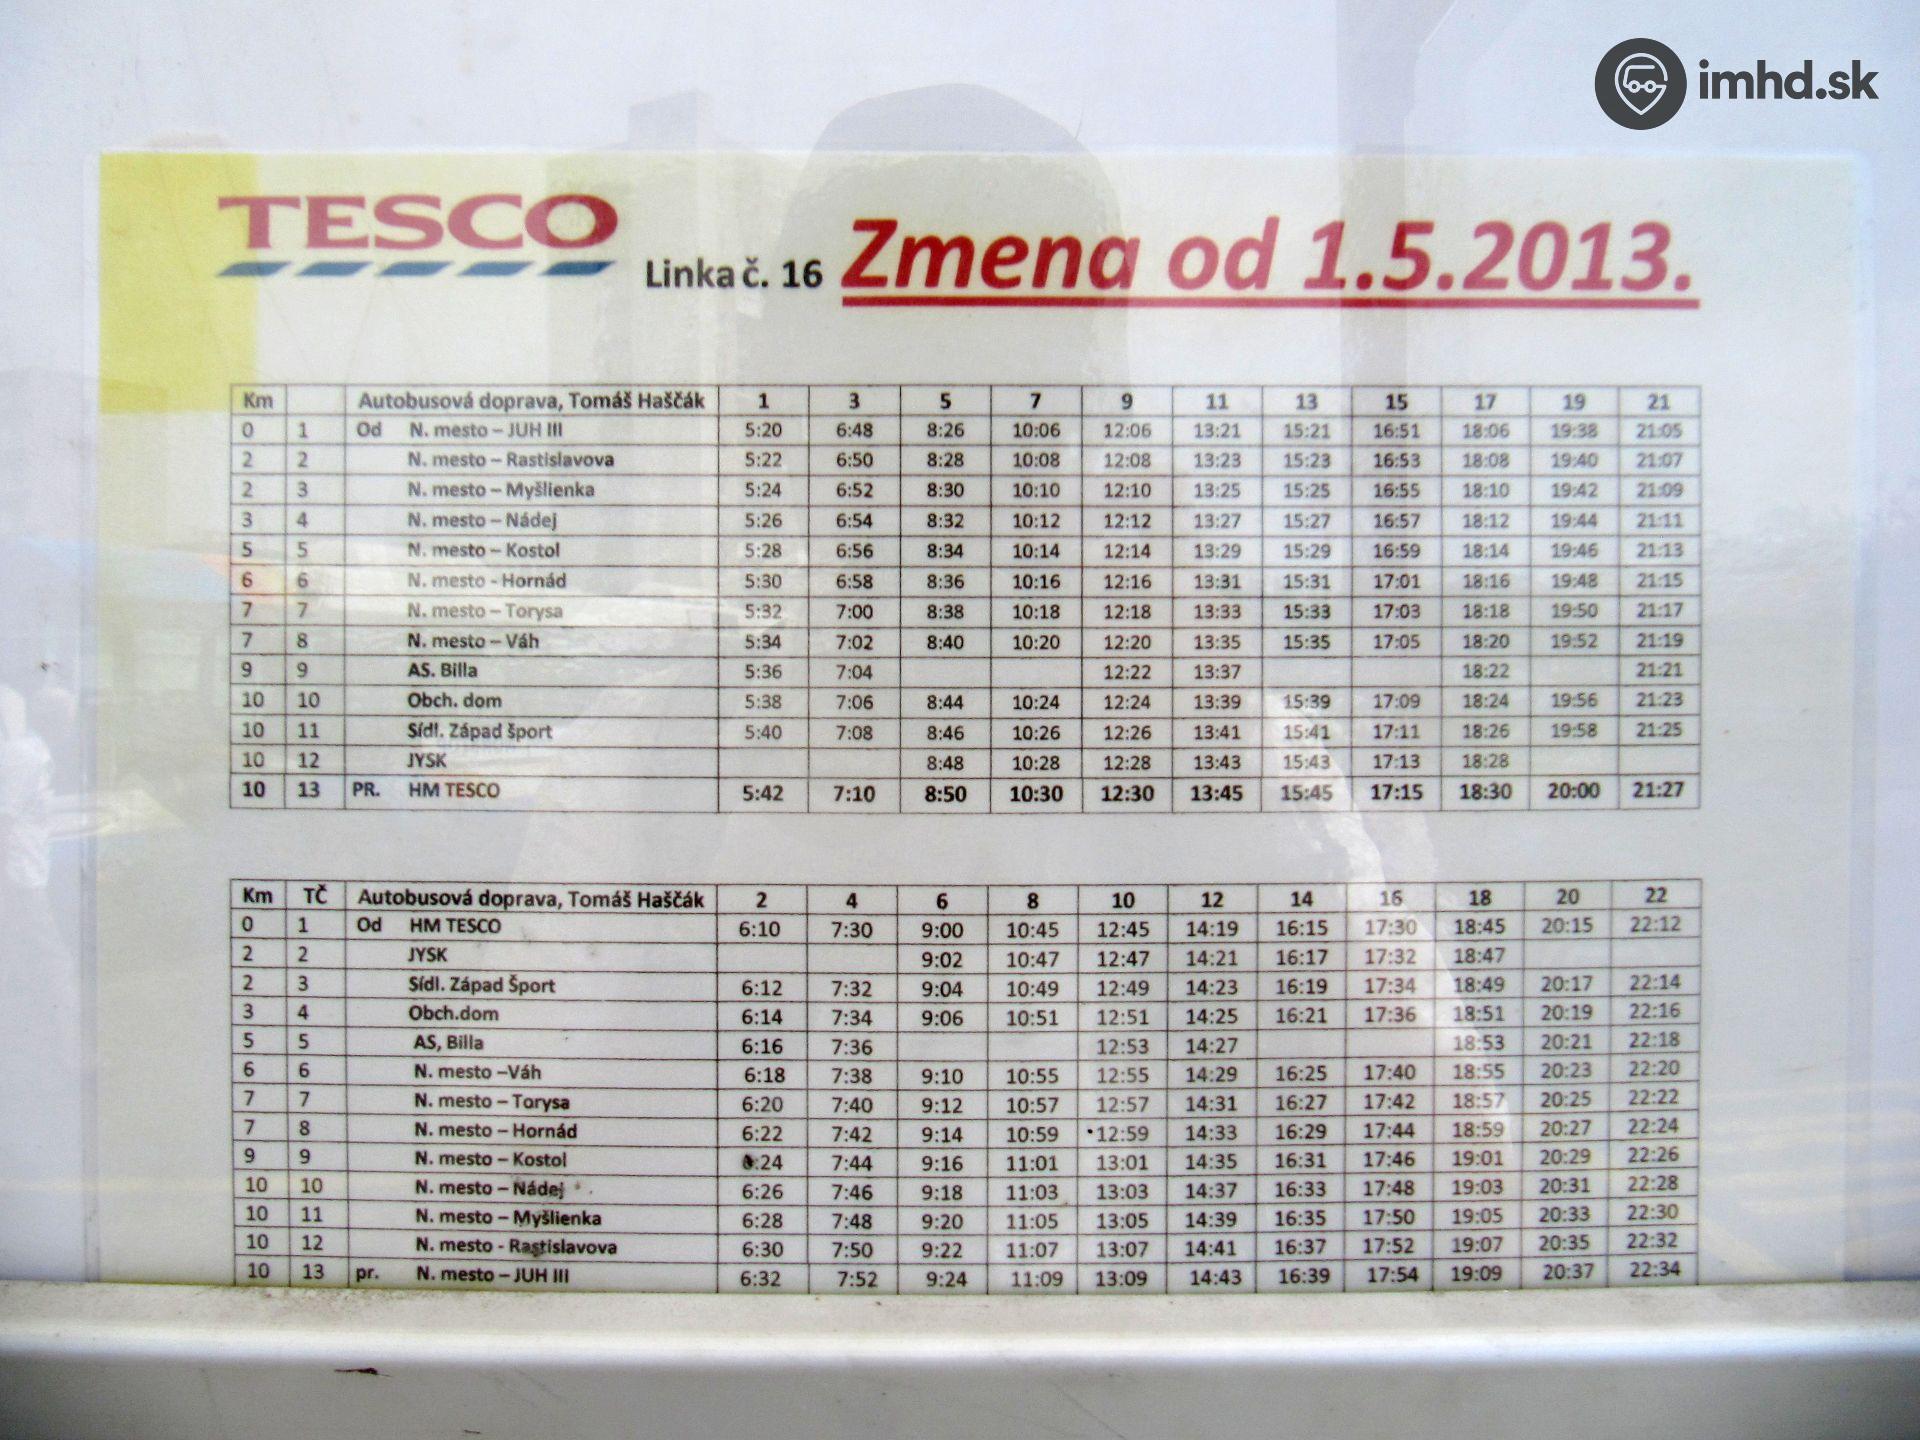 imhd.sk
TESCO
Linka č. 16 Zmena od 1.5.2013.
Km Autobusová doprava, Tomáš Haščák 1 3 5 7 9 11 13 15 17 19 21
0 1 Od N. mesto – JUH III 5:20 6:48 8:26 10:06 12:06 13:21 15:21 16:51 18:06 19:38 21:05
2 2 N. mesto – Rastislavova 5:22 6:50 8:28 10:08 12:08 13:23 15:23 16:53 18:08 19:40 21:07
2 3 N. mesto – Myšlienka 5:24 6:52 8:30 10:10 12:10 13:25 15:25 16:55 18:10 19:42 21:09
3 4 N. mesto – Nádej 5:26 6:54 8:32 10:12 12:12 13:27 15:27 16:57 18:12 19:44 21:11
5 5 N. mesto – Kostol 5:28 6:56 8:34 10:14 12:14 13:29 15:29 16:59 18:14 19:46 21:13
6 6 N. mesto - Hornád 5:30 6:58 8:36 10:16 12:16 13:31 15:31 17:01 18:16 19:48 21:15
7 7 N. mesto – Torysa 5:32 7:00 8:38 10:18 12:18 13:33 15:33 17:03 18:18 19:50 21:17
7 8 N. mesto – Váh 5:34 7:02 8:40 10:20 12:20 13:35 15:35 17:05 18:20 19:52 21:19
9 9 AS. Billa 5:36 7:04 12:22 13:37 18:22 21:21
10 10 Obch. dom 5:38 7:06 8:44 10:24 12:24 13:39 15:39 17:09 18:24 19:56 21:23
10 11 Sídl. Západ šport 5:40 7:08 8:46 10:26 12:26 13:41 15:41 17:11 18:26 19:58 21:25
10 12 JYSK 8:48 10:28 12:28 13:43 15:43 17:13 18:28
10 13 PR. HM TESCO 5:42 7:10 8:50 10:30 12:30 13:45 15:45 17:15 18:30 20:00 21:27
Km TČ Autobusová doprava, Tomáš Haščák 2 4 6 8 10 12 14 16 18 20 22
0 1 Od HM TESCO 6:10 7:30 9:00 10:45 12:45 14:19 16:15 17:30 18:45 20:15 22:12
2 2 JYSK 9:02 10:47 12:47 14:21 16:17 17:32 18:47
2 3 Sídl. Západ Šport 6:12 7:32 9:04 10:49 12:49 14:23 16:19 17:34 18:49 20:17 22:14
3 4 Obch.dom 6:14 7:34 9:06 10:51 12:51 14:25 16:21 17:36 18:51 20:19 22:16
5 5 AS, Billa 6:16 7:36 12:53 14:27 18:53 20:21 22:18
6 6 N. mesto –Váh 6:18 7:38 9:10 10:55 12:55 14:29 16:25 17:40 18:55 20:23 22:20
7 7 N. mesto – Torysa 6:20 7:40 9:12 10:57 12:57 14:31 16:27 17:42 18:57 20:25 22:22
7 8 N. mesto – Hornád 6:22 7:42 9:14 10:59 12:59 14:33 16:29 17:44 18:59 20:27 22:24
9 9 N. mesto – Kostol 6:24 7:44 9:16 11:01 13:01 14:35 16:31 17:46 19:01 20:29 22:26
10 10 N. mesto – Nádej 6:26 7:46 9:18 11:03 13:03 14:37 16:33 17:48 19:03 20:31 22:28
10 11 N. mesto – Myšlienka 6:28 7:48 9:20 11:05 13:05 14:39 16:35 17:50 19:05 20:33 22:30
10 12 N. mesto - Rastislavova 6:30 7:50 9:22 11:07 13:07 14:41 16:37 17:52 19:07 20:35 22:32
10 13 pr. N. mesto – JUH III 6:32 7:52 9:24 11:09 13:09 14:43 16:39 17:54 19:09 20:37 22:34